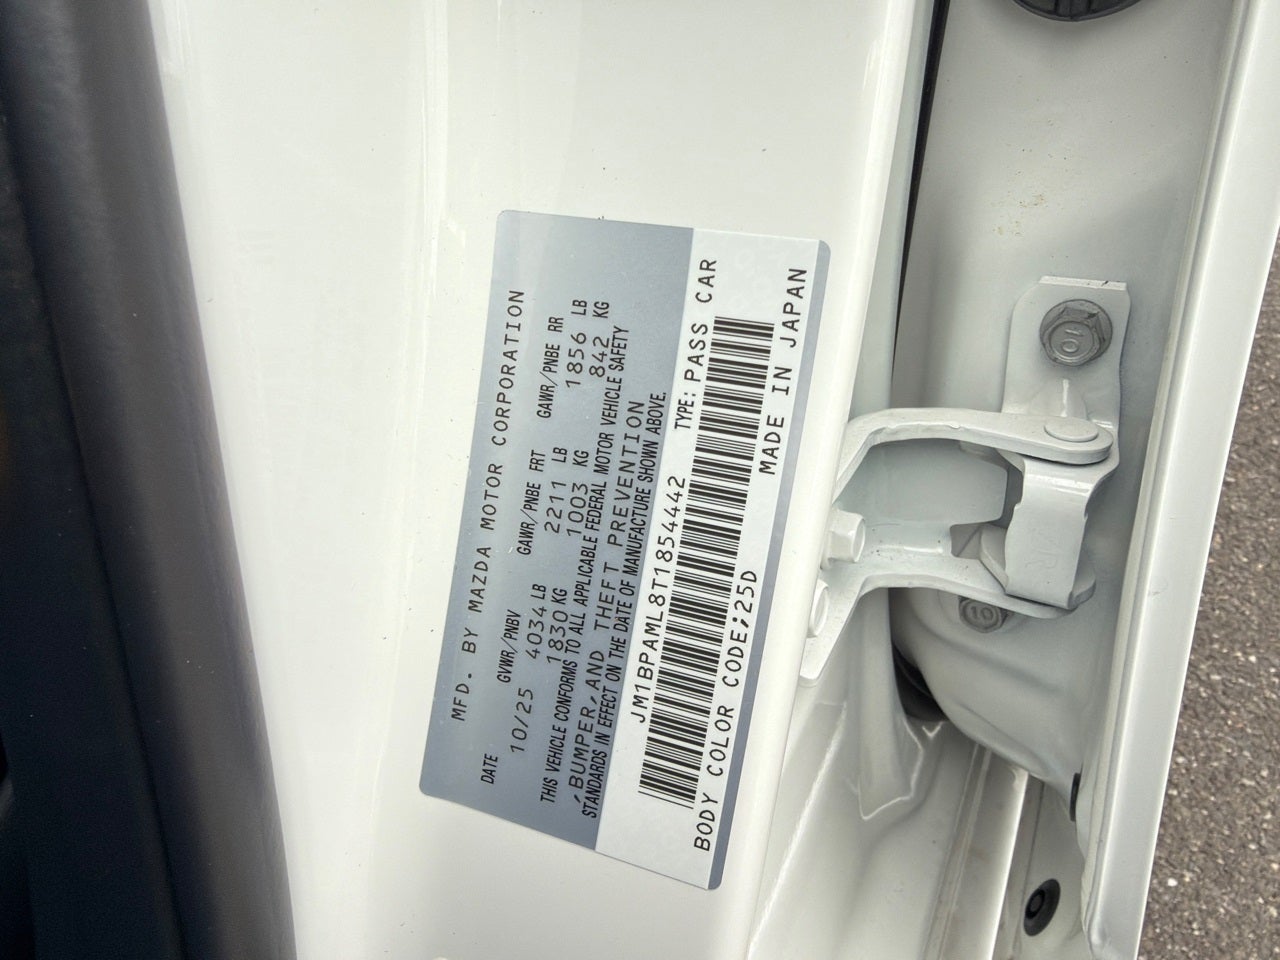 MFD. BY MAZDA MOTOR CORPORATION
DATE GVWR/PNBV GAWR/PNBE FRT GAWR/PNBE RR
10/25 4034 LB 2211 LB 1856 LB
1830 KG 1003 KG 842 KG
THIS VEHICLE CONFORMS TO ALL APPLICABLE FEDERAL MOTOR VEHICLE SAFETY
,BUMPER,AND THEFT PREVENTION
STANDARDS IN EFFECT ON THE DATE OF MANUFACTURE SHOWN ABOVE.
JM1BPAML8T1854442 TYPE: PASS CAR
BODY COLOR CODE;25D MADE IN JAPAN
10
10